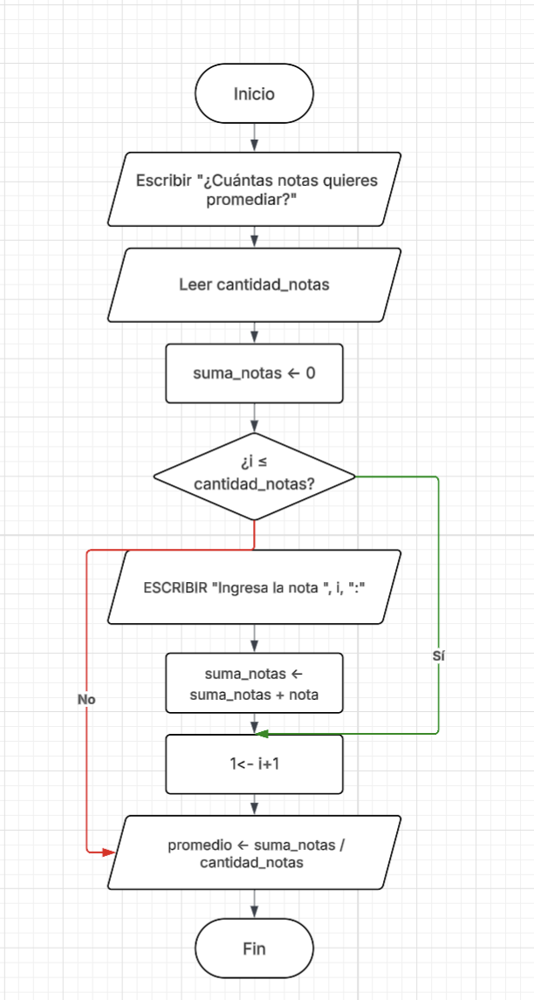 Inicio
Escribir "¿Cuántas notas quieres
promediar?"
Leer cantidad_notas
suma_notas ← 0
¿i ≤
cantidad_notas?
ESCRIBIR "Ingresa la nota ", i, ":"
Sí
suma_notas ←
suma_notas + nota
No
1<- i+1
promedio ← suma_notas /
cantidad_notas
Fin